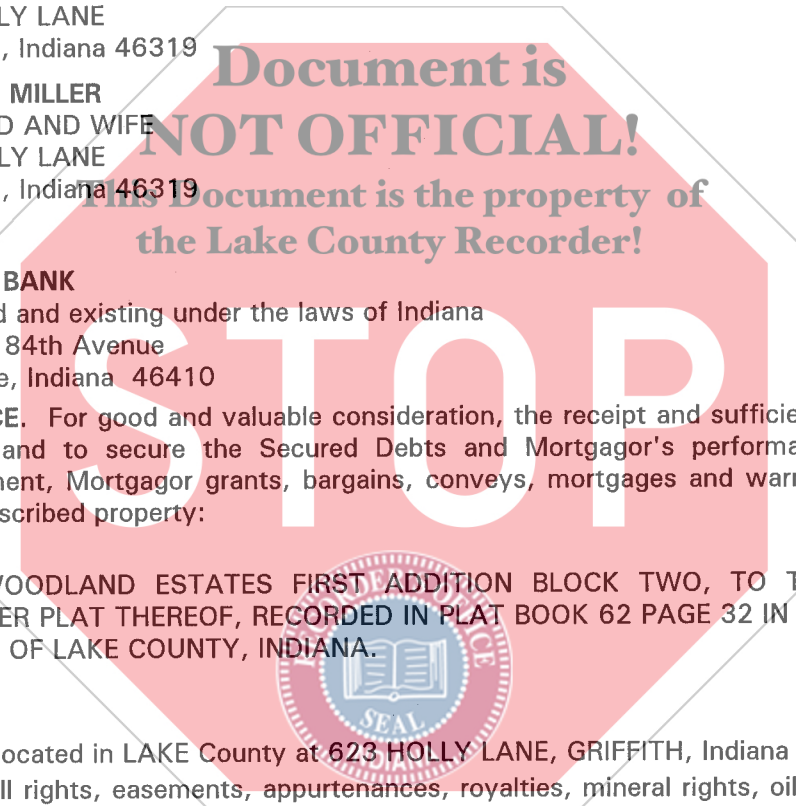 LY LANE
, Indiana 46319
Document is
MILLER
D AND WIFE
NOT OFFICIAL!
LY LANE
, Indiana 46319
This Document is the property of
the Lake County Recorder!
BANK
d and existing under the laws of Indiana
84th Avenue
e, Indiana 46410
STOP
CE. For good and valuable consideration, the receipt and sufficie
and to secure the Secured Debts and Mortgagor's performa
ment, Mortgagor grants, bargains, conveys, mortgages and warr
scribed property:
WOODLAND ESTATES FIRST ADDITION BLOCK TWO, TO T
ER PLAT THEREOF, RECORDED IN PLAT BOOK 62 PAGE 32 IN
OF LAKE COUNTY, INDIANA.
RECORDER'S OFFICE
SEAL
INDIANA
ocated in LAKE County at 623 HOLLY LANE, GRIFFITH, Indiana
ll rights, easements, appurtenances, royalties, mineral rights, oil